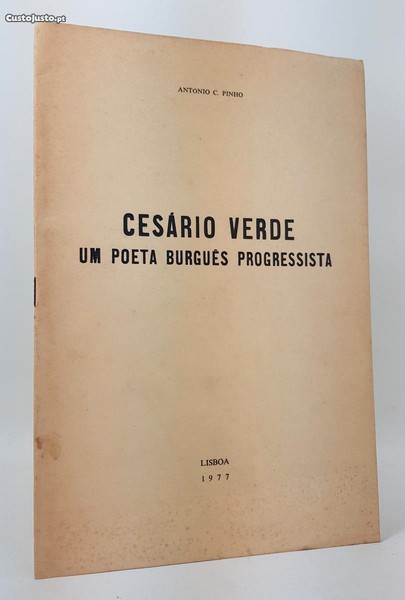 CustoJusto.pt
ANTONIO C. PINHO
CESÁRIO VERDE
UM POETA BURGUÊS PROGRESSISTA
LISBOA
1977